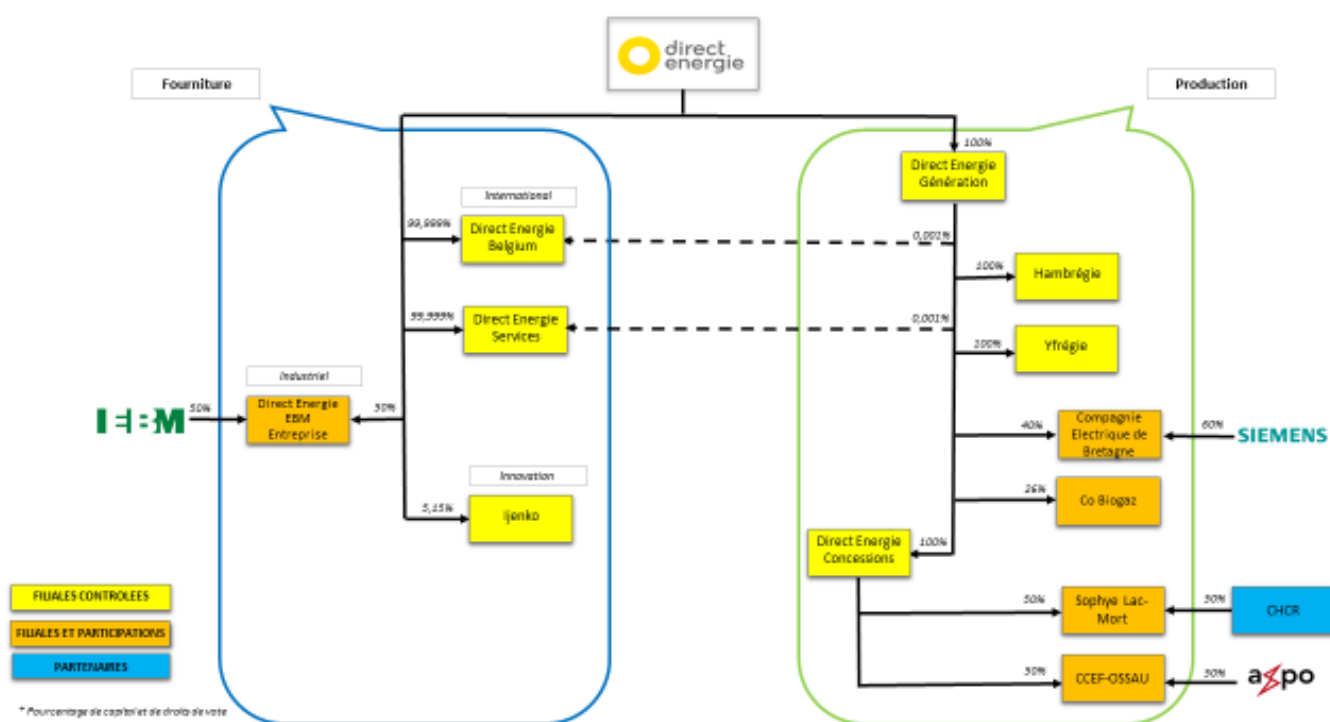 direct
energie
Fourniture
Production
100%
Direct Energie
Génération
International
99,999%
Direct Energie
Belgium
0,001%
100%
Hambrégie
99,999%
Direct Energie
Services
0,001%
100%
Yfrégie
Industriel
EBM
50%
Direct Energie
EBM
Entreprise
50%
40%
Compagnie
Electrique de
Bretagne
60%
SIEMENS
Innovation
5,15%
Ijenko
26%
Co Biogaz
Direct Energie
Concessions
100%
FILIALES CONTROLEES
FILIALES ET PARTICIPATIONS
PARTENAIRES
50%
Sophye Lac-
Mort
50%
CHCR
50%
CCEF-OSSAU
50%
axpo
* Pourcentage de capital et de droits de vote